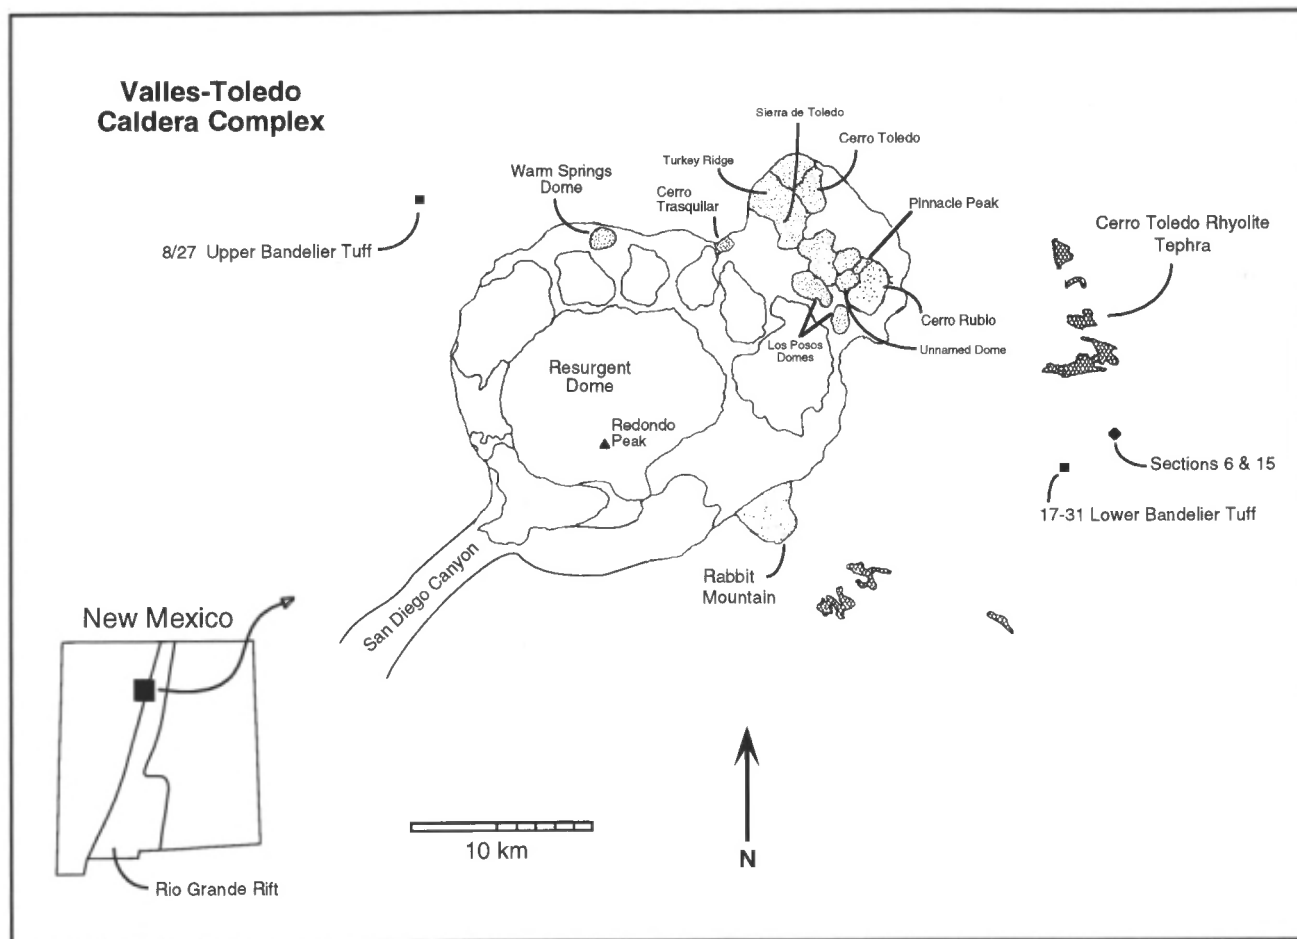 Valles-Toledo
Caldera Complex
Sierra de Toledo
Cerro Toledo
Turkey Ridge
Warm Springs
Dome
Cerro
Trasquilar
Pinnacle Peak
Cerro Toledo Rhyolite
Tephra
8/27 Upper Bandelier Tuff
Cerro Rubio
Los Posos
Domes
Unnamed Dome
Resurgent
Dome
Redondo
Peak
Sections 6 & 15
17-31 Lower Bandelier Tuff
San Diego Canyon
Rabbit
Mountain
New Mexico
10 km
N
Rio Grande Rift